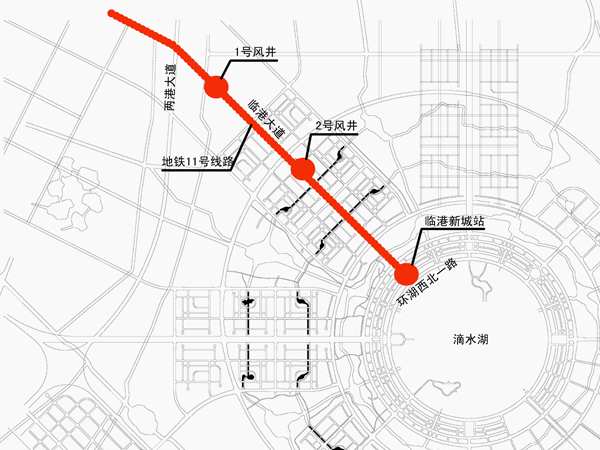 1号风井
两港大道
临港大道
2号风井
地铁11号线路
临港新城站
环湖西北一路
滴水湖